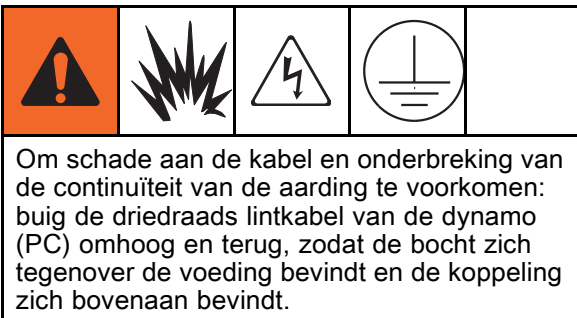 Om schade aan de kabel en onderbreking van
de continuïteit van de aarding te voorkomen:
buig de driedraads lintkabel van de dynamo
(PC) omhoog en terug, zodat de bocht zich
tegenover de voeding bevindt en de koppeling
zich bovenaan bevindt.